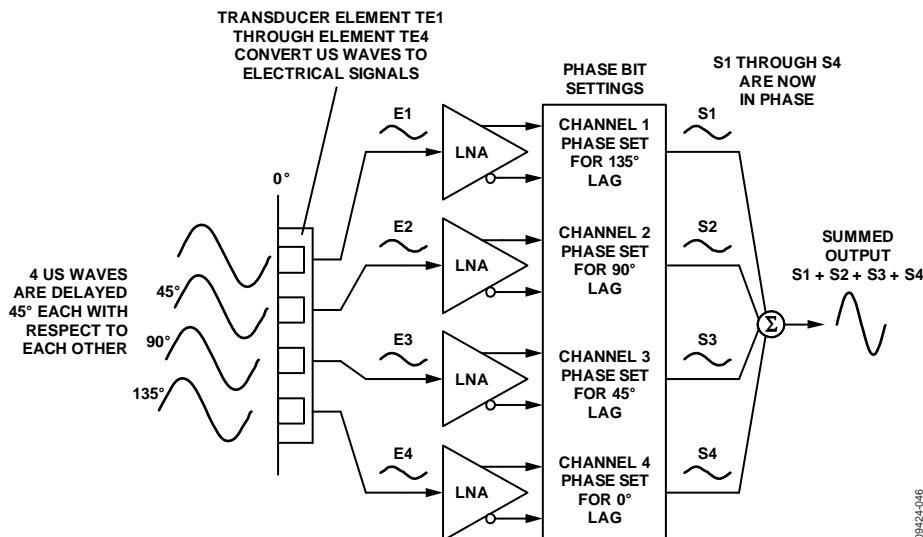 TRANSDUCER ELEMENT TE1
THROUGH ELEMENT TE4
CONVERT US WAVES TO
ELECTRICAL SIGNALS
PHASE BIT
SETTINGS
S1 THROUGH S4
ARE NOW
IN PHASE
0°
4 US WAVES
ARE DELAYED
45° EACH WITH
RESPECT TO
EACH OTHER
45°
90°
135°
E1
LNA
CHANNEL 1
PHASE SET
FOR 135°
LAG
S1
E2
LNA
CHANNEL 2
PHASE SET
FOR 90°
LAG
S2
E3
LNA
CHANNEL 3
PHASE SET
FOR 45°
LAG
S3
E4
LNA
CHANNEL 4
PHASE SET
FOR 0°
LAG
S4
Σ
SUMMED
OUTPUT
S1 + S2 + S3 + S4
09424-046